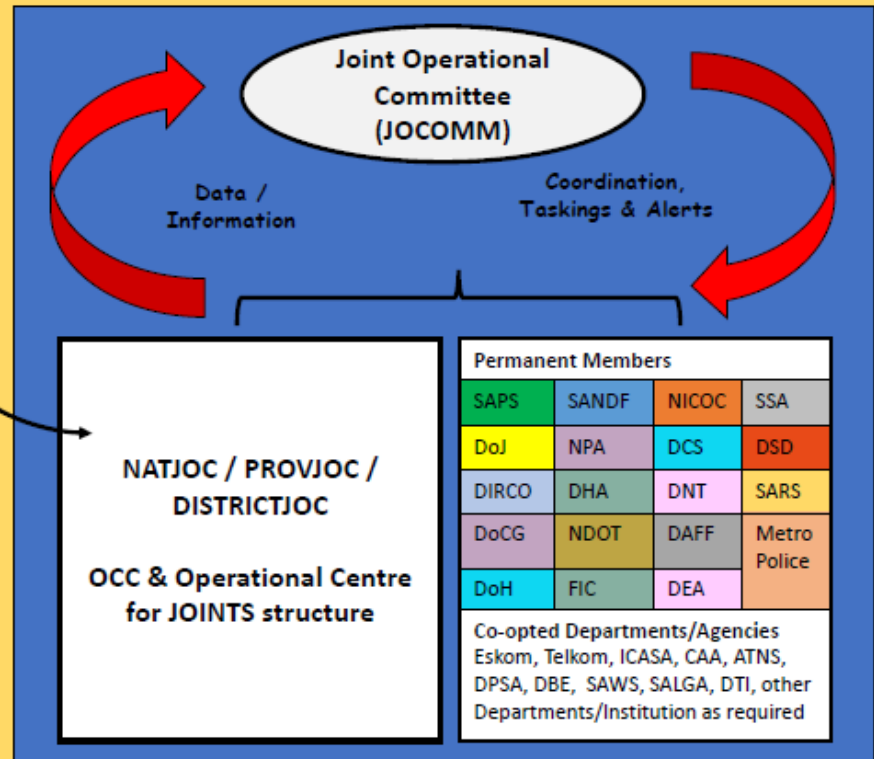 Joint Operational
Committee
(JOCOMM)
Data /
Information
Coordination,
Taskings & Alerts
NATJOC / PROVJOC /
DISTRICTJOC
OCC & Operational Centre
for JOINTS structure
Permanent Members
SAPS SANDF NICOC SSA
DoJ NPA DCS DSD
DIRCO DHA DNT SARS
DoCG NDOT DAFF Metro
Police
DoH FIC DEA
Co-opted Departments/Agencies
Eskom, Telkom, ICASA, CAA, ATNS,
DPSA, DBE, SAWS, SALGA, DTI, other
Departments/Institution as required